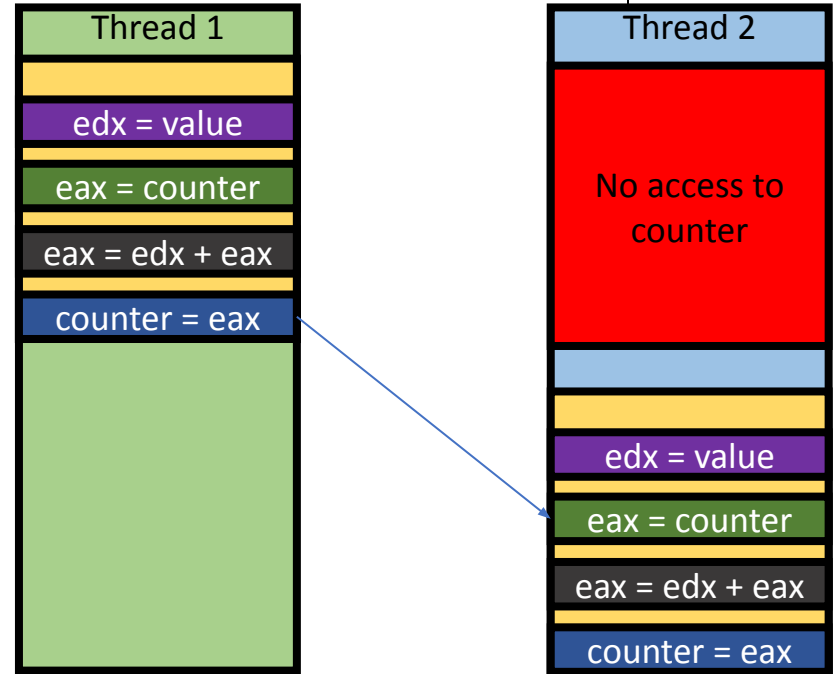 Thread 1
edx = value
eax = counter
eax = edx + eax
counter = eax
Thread 2
No access to
counter
edx = value
eax = counter
eax = edx + eax
counter = eax